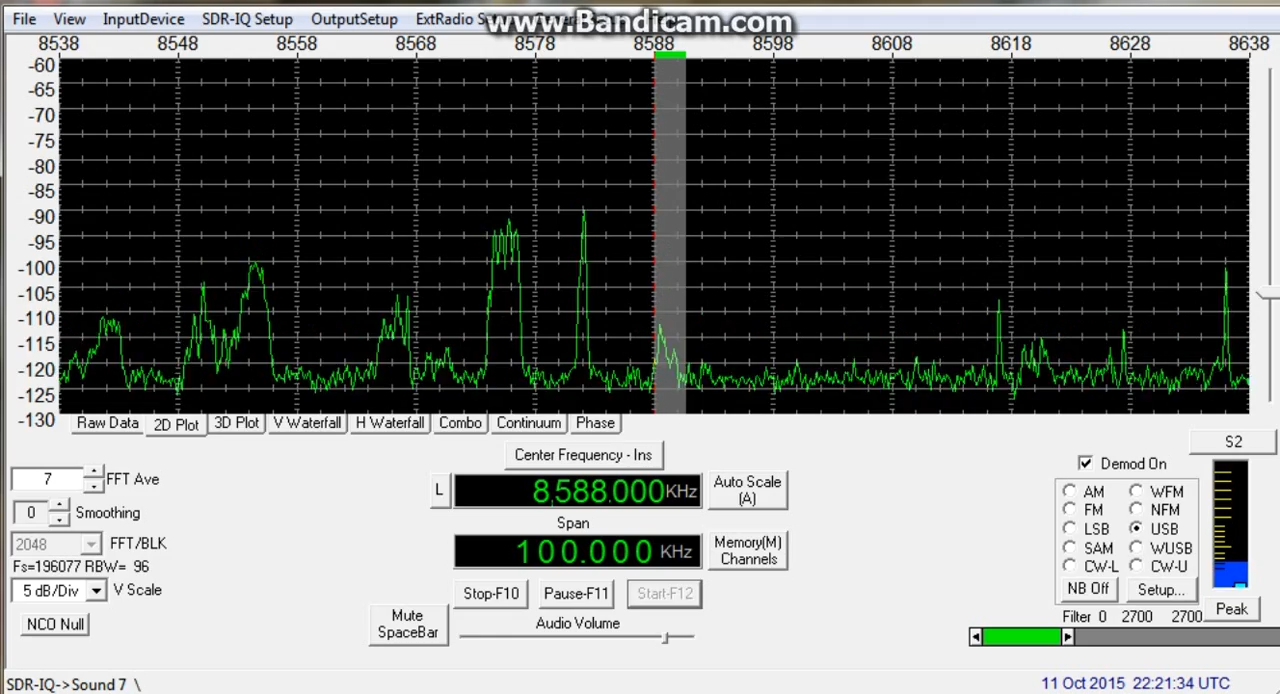 File View InputDevice SDR-IQ Setup OutputSetup ExtRadio
www.Bandicam.com
8538 8548 8558 8568 8578 8588 8598 8608 8618 8628 8638
-60
-65
-70
-75
-80
-85
-90
-95
-100
-105
-110
-115
-120
-125
-130
Raw Data 2D Plot 3D Plot V Waterfall H Waterfall Combo Continuum Phase
S2
Center Frequency - Ins
Demod On
7 FFT Ave
L 8,588.000 KHz
Auto Scale
(A)
AM WFM
FM NFM
0 Smoothing
Span
LSB USB
2048 FFT/BLK
100.000 KHz
Memory(M)
Channels
SAM WUSB
CW-L CW-U
Fs=196077 RBW= 96
5 dB/Div V Scale
Stop-F10 Pause-F11 Start-F12
NB Off Setup...
Peak
Mute
SpaceBar
Audio Volume
Filter 0 2700 2700
NCO Null
SDR-IQ->Sound 7 \
11 Oct 2015 22:21:34 UTC